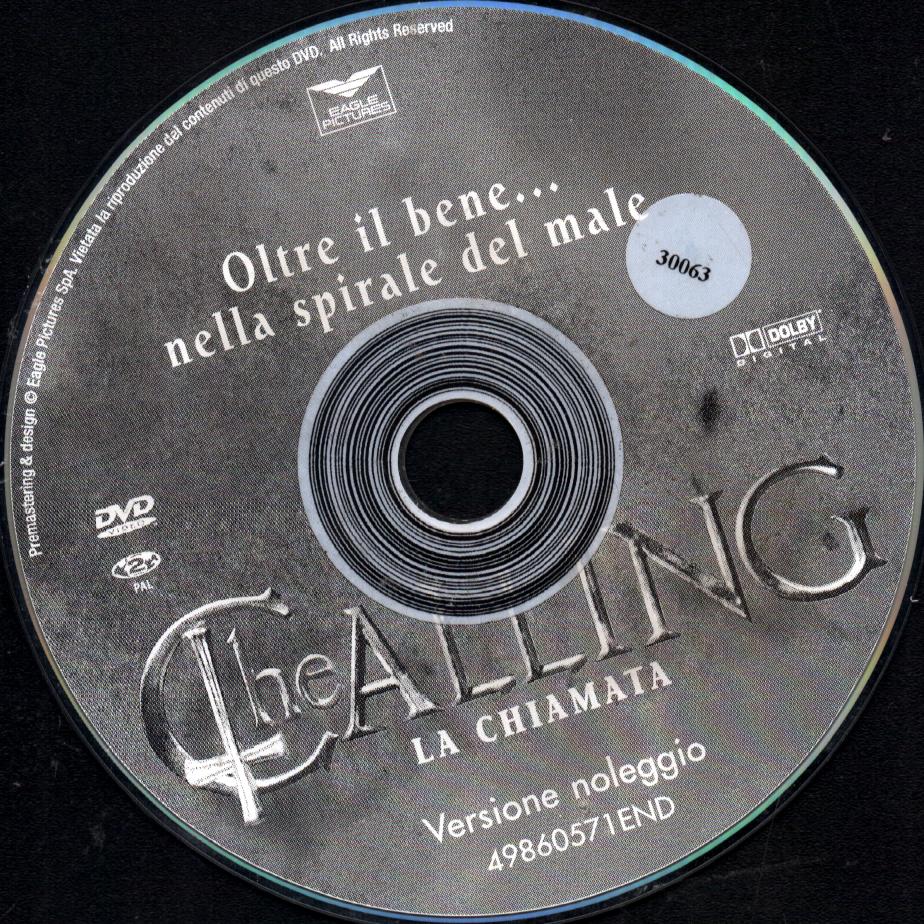 Premastering & design © Eagle Pictures SpA. Vietata la riproduzione dei contenuti di questo DVD. All Rights Reserved
EAGLE
PICTURES
Oltre il bene...
nella spirale del male
30063
DOLBY
DIGITAL
DVD
VIDEO
2
PAL
The CALLING
LA CHIAMATA
Versione noleggio
49860571END